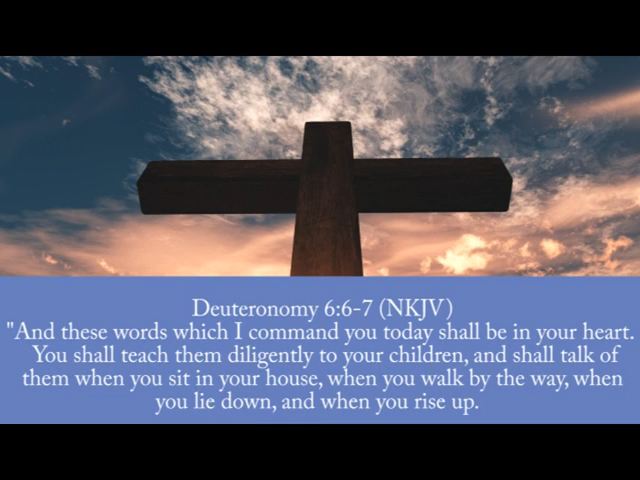 Deuteronomy 6:6-7 (NKJV)
"And these words which I command you today shall be in your heart.
You shall teach them diligently to your children, and shall talk of
them when you sit in your house, when you walk by the way, when
you lie down, and when you rise up.